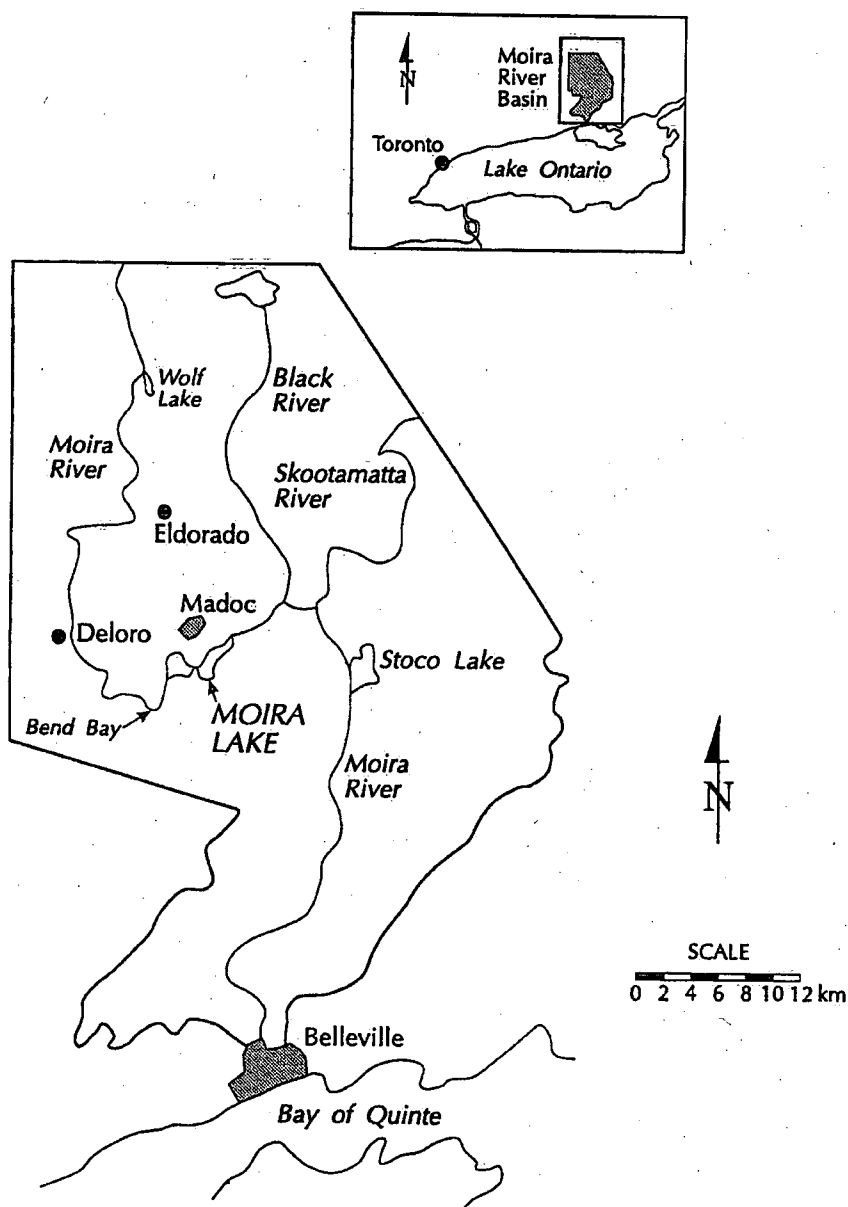 N
Moira
River
Basin
Toronto
Lake Ontario
Wolf
Lake
Black
River
Moira
River
Skootamatta
River
Eldorado
Madoc
Deloro
Stoco Lake
Bend Bay
MOIRA
LAKE
Moira
River
N
SCALE
0 2 4 6 8 10 12 km
Belleville
Bay of Quinte